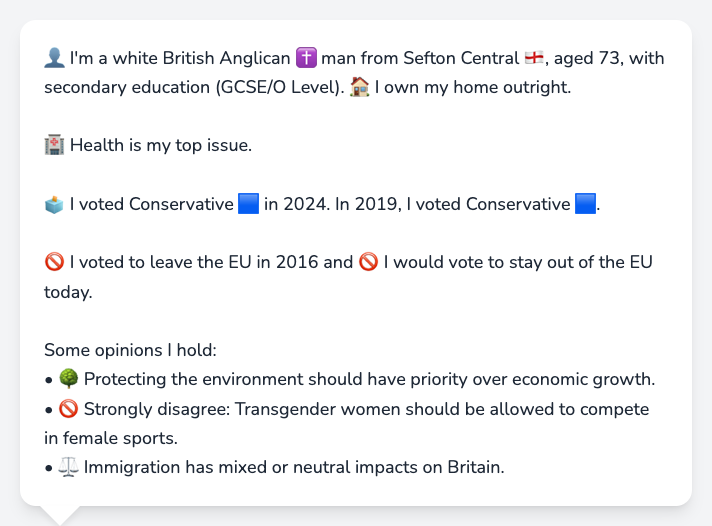 👤 I'm a white British Anglican ✝️ man from Sefton Central 🏴󠁧󠁢󠁥󠁮󠁧󠁿, aged 73, with
secondary education (GCSE/O Level). 🏠 I own my home outright.
🏥 Health is my top issue.
🗳️ I voted Conservative 🟦 in 2024. In 2019, I voted Conservative 🟦.
🚫 I voted to leave the EU in 2016 and 🚫 I would vote to stay out of the EU
today.
Some opinions I hold:
• 🌳 Protecting the environment should have priority over economic growth.
• 🚫 Strongly disagree: Transgender women should be allowed to compete
in female sports.
• ⚖️ Immigration has mixed or neutral impacts on Britain.